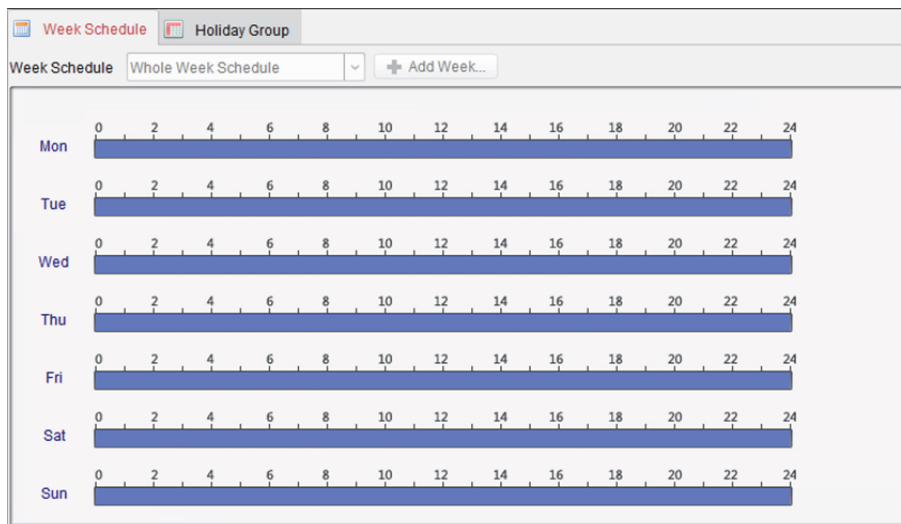 Week Schedule Holiday Group
Week Schedule Whole Week Schedule Add Week...
0 2 4 6 8 10 12 14 16 18 20 22 24
Mon
0 2 4 6 8 10 12 14 16 18 20 22 24
Tue
0 2 4 6 8 10 12 14 16 18 20 22 24
Wed
0 2 4 6 8 10 12 14 16 18 20 22 24
Thu
0 2 4 6 8 10 12 14 16 18 20 22 24
Fri
0 2 4 6 8 10 12 14 16 18 20 22 24
Sat
0 2 4 6 8 10 12 14 16 18 20 22 24
Sun